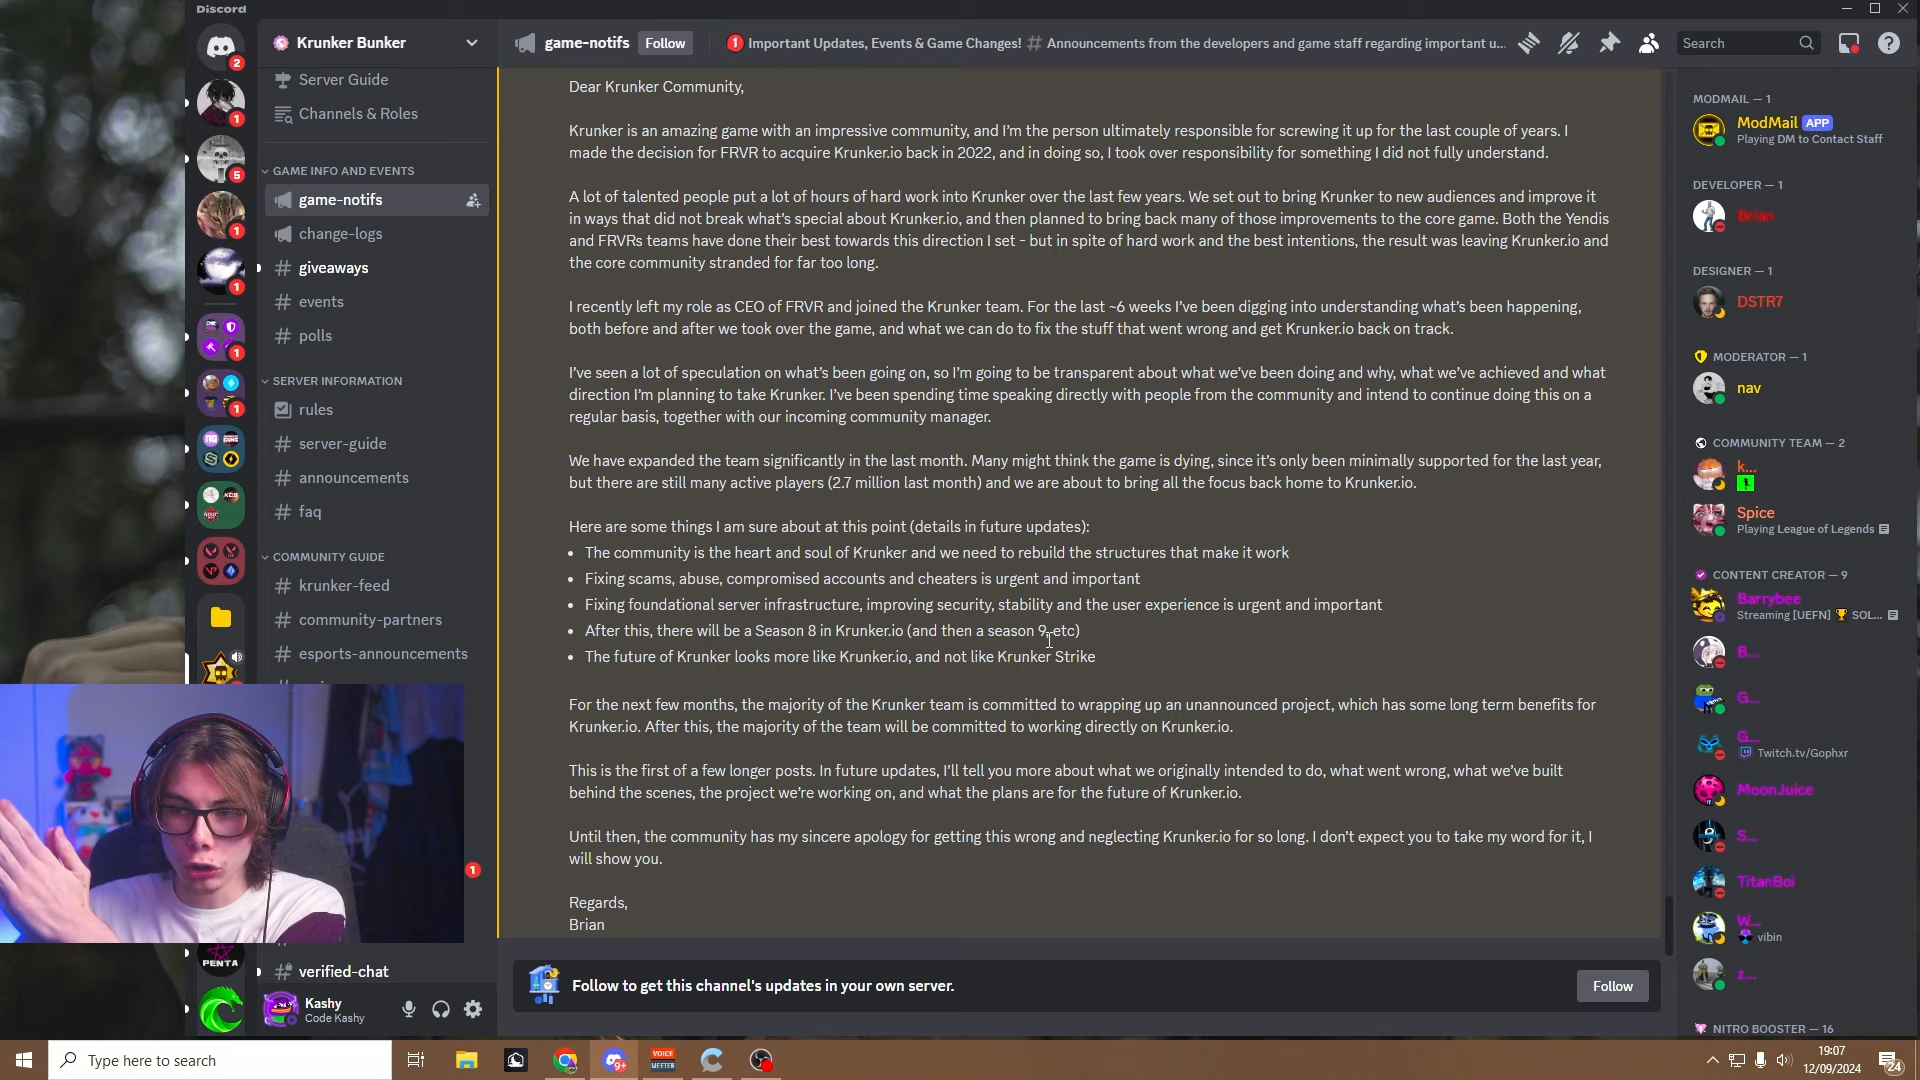 Discord
Krunker Bunker
Server Guide
Channels & Roles
GAME INFO AND EVENTS
game-notifs
change-logs
giveaways
events
polls
SERVER INFORMATION
rules
server-guide
announcements
faq
COMMUNITY GUIDE
krunker-feed
community-partners
esports-announcements
verified-chat
Kashy
Code Kashy
2
1
5
1
1
1
1
1
PENTA
game-notifs
Follow
1 Important Updates, Events & Game Changes! # Announcements from the developers and game staff regarding important u...
Search
Dear Krunker Community,
Krunker is an amazing game with an impressive community, and I'm the person ultimately responsible for screwing it up for the last couple of years. I
made the decision for FRVR to acquire Krunker.io back in 2022, and in doing so, I took over responsibility for something I did not fully understand.
A lot of talented people put a lot of hours of hard work into Krunker over the last few years. We set out to bring Krunker to new audiences and improve it
in ways that did not break what's special about Krunker.io, and then planned to bring back many of those improvements to the core game. Both the Yendis
and FRVRs teams have done their best towards this direction I set - but in spite of hard work and the best intentions, the result was leaving Krunker.io and
the core community stranded for far too long.
I recently left my role as CEO of FRVR and joined the Krunker team. For the last ~6 weeks I've been digging into understanding what's been happening,
both before and after we took over the game, and what we can do to fix the stuff that went wrong and get Krunker.io back on track.
I've seen a lot of speculation on what's been going on, so I'm going to be transparent about what we've been doing and why, what we've achieved and what
direction I'm planning to take Krunker. I've been spending time speaking directly with people from the community and intend to continue doing this on a
regular basis, together with our incoming community manager.
We have expanded the team significantly in the last month. Many might think the game is dying, since it's only been minimally supported for the last year,
but there are still many active players (2.7 million last month) and we are about to bring all the focus back home to Krunker.io.
Here are some things I am sure about at this point (details in future updates):
• The community is the heart and soul of Krunker and we need to rebuild the structures that make it work
• Fixing scams, abuse, compromised accounts and cheaters is urgent and important
• Fixing foundational server infrastructure, improving security, stability and the user experience is urgent and important
• After this, there will be a Season 8 in Krunker.io (and then a season 9, etc)
• The future of Krunker looks more like Krunker.io, and not like Krunker Strike
For the next few months, the majority of the Krunker team is committed to wrapping up an unannounced project, which has some long term benefits for
Krunker.io. After this, the majority of the team will be committed to working directly on Krunker.io.
This is the first of a few longer posts. In future updates, I'll tell you more about what we originally intended to do, what went wrong, what we've built
behind the scenes, the project we're working on, and what the plans are for the future of Krunker.io.
Until then, the community has my sincere apology for getting this wrong and neglecting Krunker.io for so long. I don't expect you to take my word for it, I
will show you.
Regards,
Brian
Follow to get this channel's updates in your own server.
Follow
MODMAIL — 1
ModMail APP
Playing DM to Contact Staff
DEVELOPER — 1
Brian
DESIGNER — 1
DSTR7
MODERATOR — 1
nav
COMMUNITY TEAM — 2
k...
Spice
Playing League of Legends
CONTENT CREATOR — 9
Barrybee
Streaming [UEFN] 🏆 SOL...
B...
G...
G...
Twitch.tv/Gophxr
MoonJuice
S...
TitanBoi
W...
vibin
z...
NITRO BOOSTER — 16
Type here to search
9+
VOICE
MEETER
19:07
12/09/2024
24